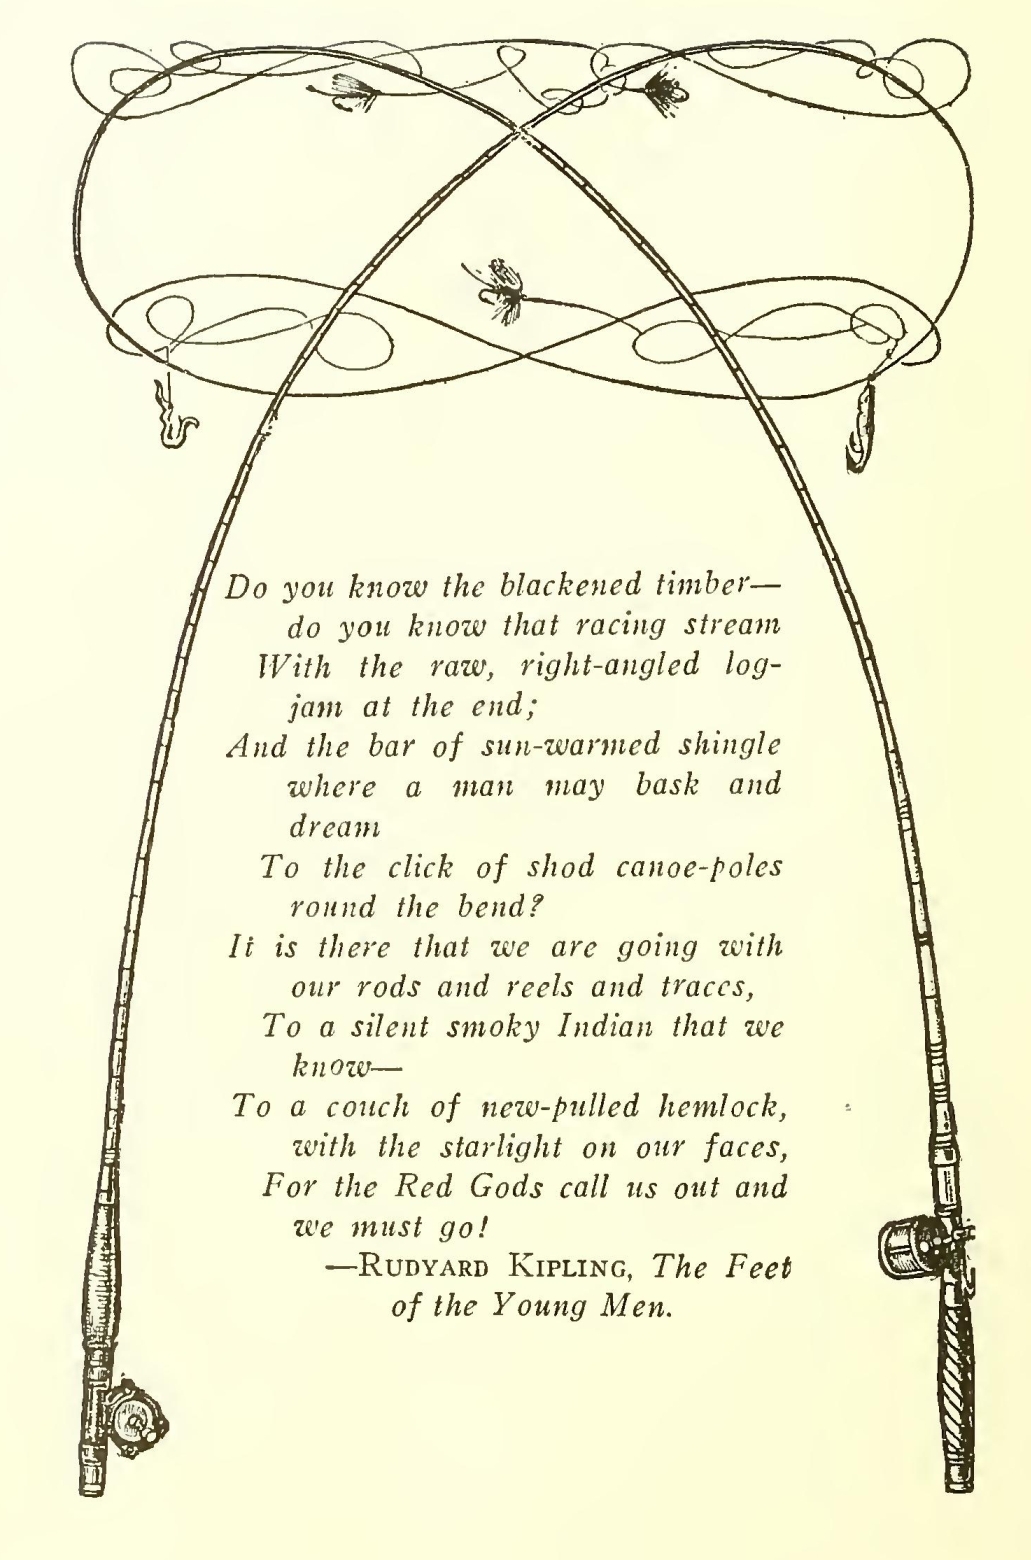 Do you know the blackened timber—
do you know that racing stream
With the raw, right-angled log-
jam at the end;
And the bar of sun-warmed shingle
where a man may bask and
dream
To the click of shod canoe-poles
round the bend?
It is there that we are going with
our rods and reels and traces,
To a silent smoky Indian that we
know—
To a couch of new-pulled hemlock,
with the starlight on our faces,
For the Red Gods call us out and
we must go!
—RUDYARD KIPLING, The Feet
of the Young Men.